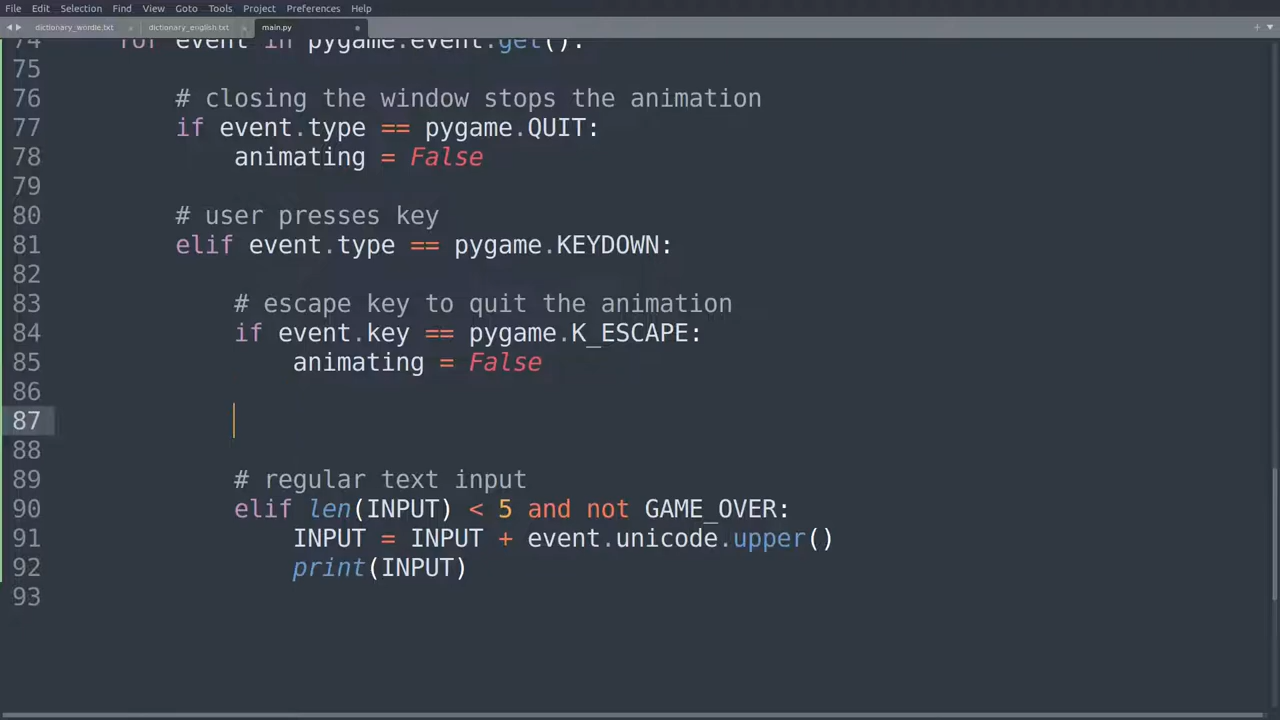 File Edit Selection Find View Goto Tools Project Preferences Help
dictionary_wordle.txt dictionary_english.txt main.py
74 for event in pygame.event.get():
75
76 # closing the window stops the animation
77 if event.type == pygame.QUIT:
78 animating = False
79
80 # user presses key
81 elif event.type == pygame.KEYDOWN:
82
83 # escape key to quit the animation
84 if event.key == pygame.K_ESCAPE:
85 animating = False
86
87
88
89 # regular text input
90 elif len(INPUT) < 5 and not GAME_OVER:
91 INPUT = INPUT + event.unicode.upper()
92 print(INPUT)
93